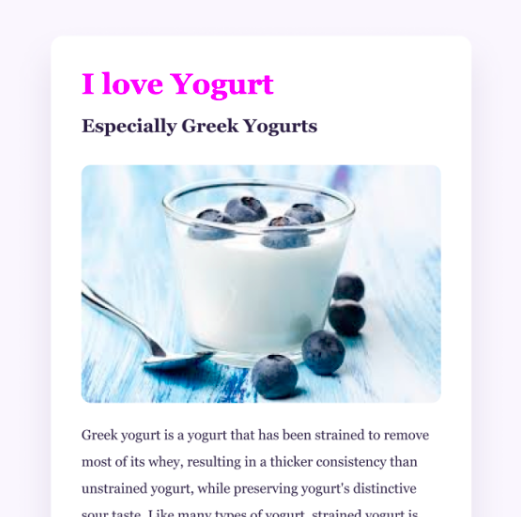 I love Yogurt
Especially Greek Yogurts
Greek yogurt is a yogurt that has been strained to remove
most of its whey, resulting in a thicker consistency than
unstrained yogurt, while preserving yogurt's distinctive
sour taste. Like many types of yogurt, strained yogurt is